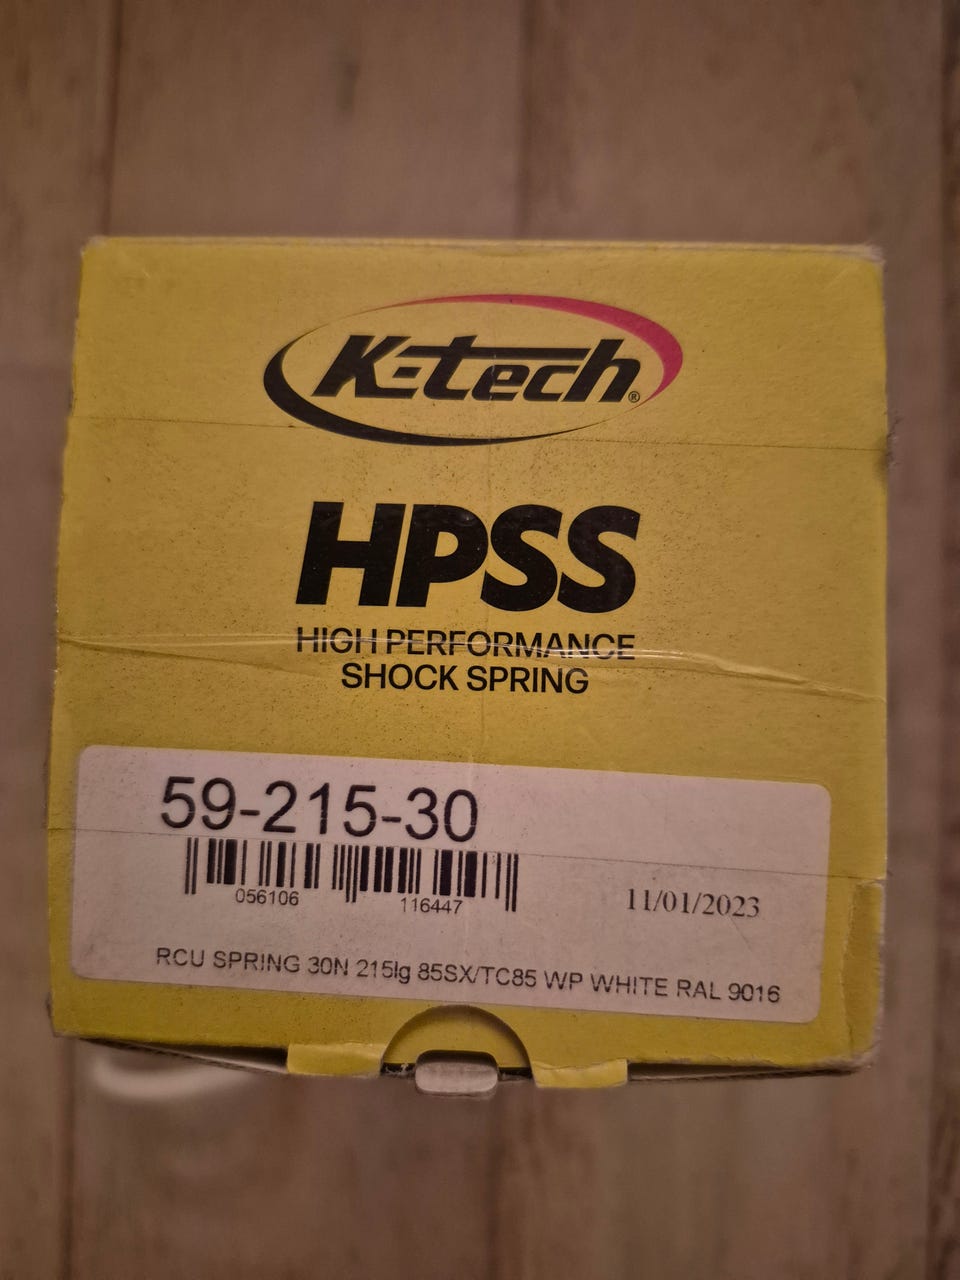 K-tech®
HPSS
HIGH PERFORMANCE
SHOCK SPRING
59-215-30
056106 116447
11/01/2023
RCU SPRING 30N 215lg 85SX/TC85 WP WHITE RAL 9016